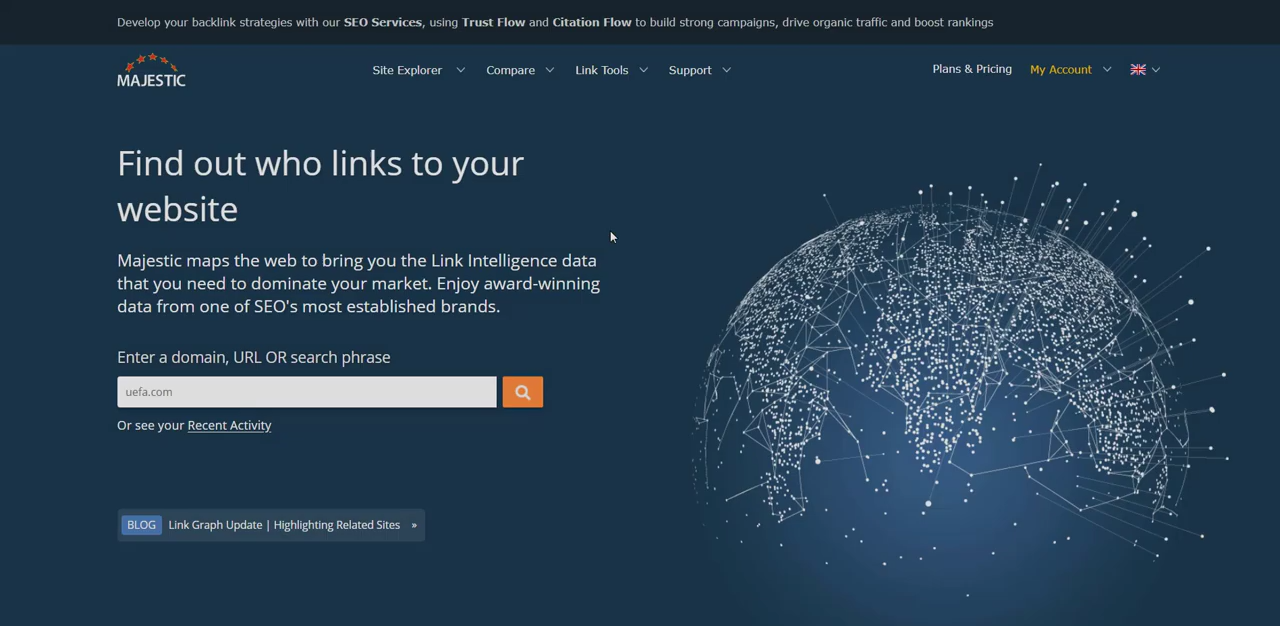 Develop your backlink strategies with our SEO Services, using Trust Flow and Citation Flow to build strong campaigns, drive organic traffic and boost rankings
MAJESTIC
Site Explorer
Compare
Link Tools
Support
Plans & Pricing
My Account
Find out who links to your
website
Majestic maps the web to bring you the Link Intelligence data
that you need to dominate your market. Enjoy award-winning
data from one of SEO's most established brands.
Enter a domain, URL OR search phrase
uefa.com
Or see your Recent Activity
BLOG Link Graph Update | Highlighting Related Sites »